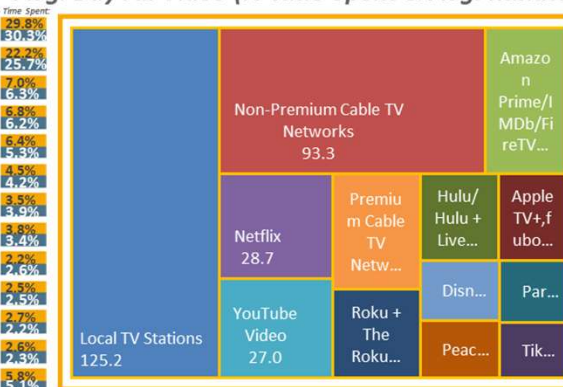 Time Spent:
29.8%
30.3%
22.2%
25.7%
7.0%
6.3%
6.8%
6.2%
6.4%
5.3%
4.5%
4.2%
3.5%
3.9%
3.8%
3.4%
2.2%
2.6%
2.5%
2.5%
2.7%
2.2%
2.6%
2.3%
5.8%
5.1%
Local TV Stations
125.2
Non-Premium Cable TV
Networks
93.3
Amazo
n
Prime/I
MDb/Fi
reTV...
Netflix
28.7
Premiu
m Cable
TV
Netw...
Hulu/
Hulu +
Live...
Apple
TV+,f
ubo...
YouTube
Video
27.0
Roku +
The
Roku...
Disn...
Par...
Peac...
Tik...